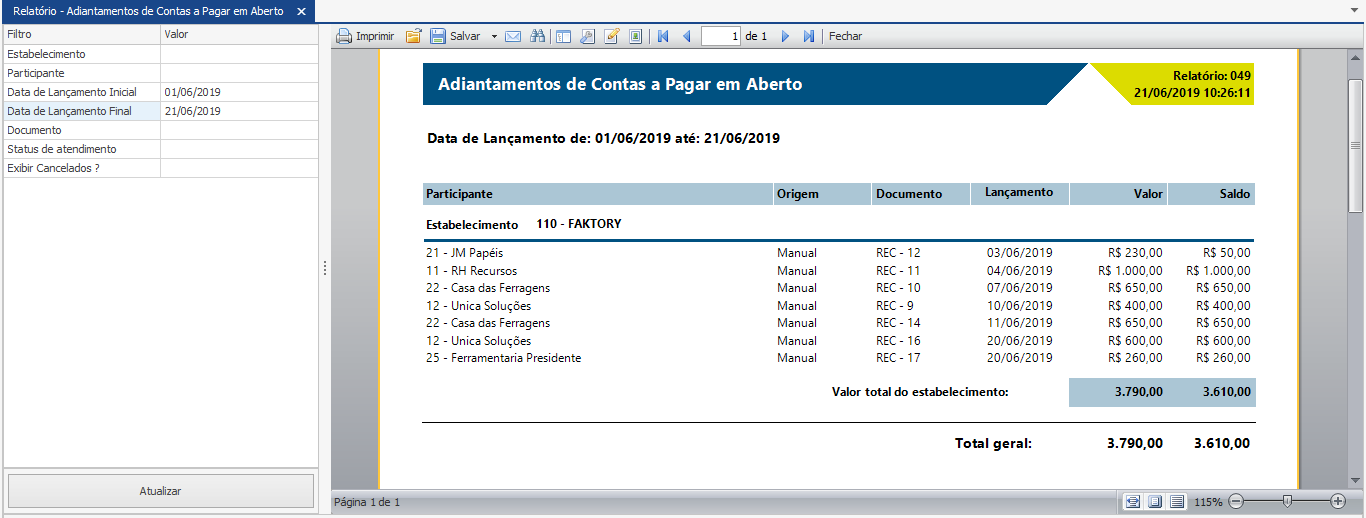 Relatório - Adiantamentos de Contas a Pagar em Aberto
Filtro Valor
Estabelecimento
Participante
Data de Lançamento Inicial 01/06/2019
Data de Lançamento Final 21/06/2019
Documento
Status de atendimento
Exibir Cancelados ?
Atualizar
Imprimir Salvar 1 de 1 Fechar
Adiantamentos de Contas a Pagar em Aberto
Relatório: 049
21/06/2019 10:26:11
Data de Lançamento de: 01/06/2019 até: 21/06/2019
Participante Origem Documento Lançamento Valor Saldo
Estabelecimento 110 - FAKTORY
21 - JM Papéis Manual REC - 12 03/06/2019 R$ 230,00 R$ 50,00
11 - RH Recursos Manual REC - 11 04/06/2019 R$ 1.000,00 R$ 1.000,00
22 - Casa das Ferragens Manual REC - 10 07/06/2019 R$ 650,00 R$ 650,00
12 - Unica Soluções Manual REC - 9 10/06/2019 R$ 400,00 R$ 400,00
22 - Casa das Ferragens Manual REC - 14 11/06/2019 R$ 650,00 R$ 650,00
12 - Unica Soluções Manual REC - 16 20/06/2019 R$ 600,00 R$ 600,00
25 - Ferramentaria Presidente Manual REC - 17 20/06/2019 R$ 260,00 R$ 260,00
Valor total do estabelecimento: 3.790,00 3.610,00
Total geral: 3.790,00 3.610,00
Página 1 de 1 115%